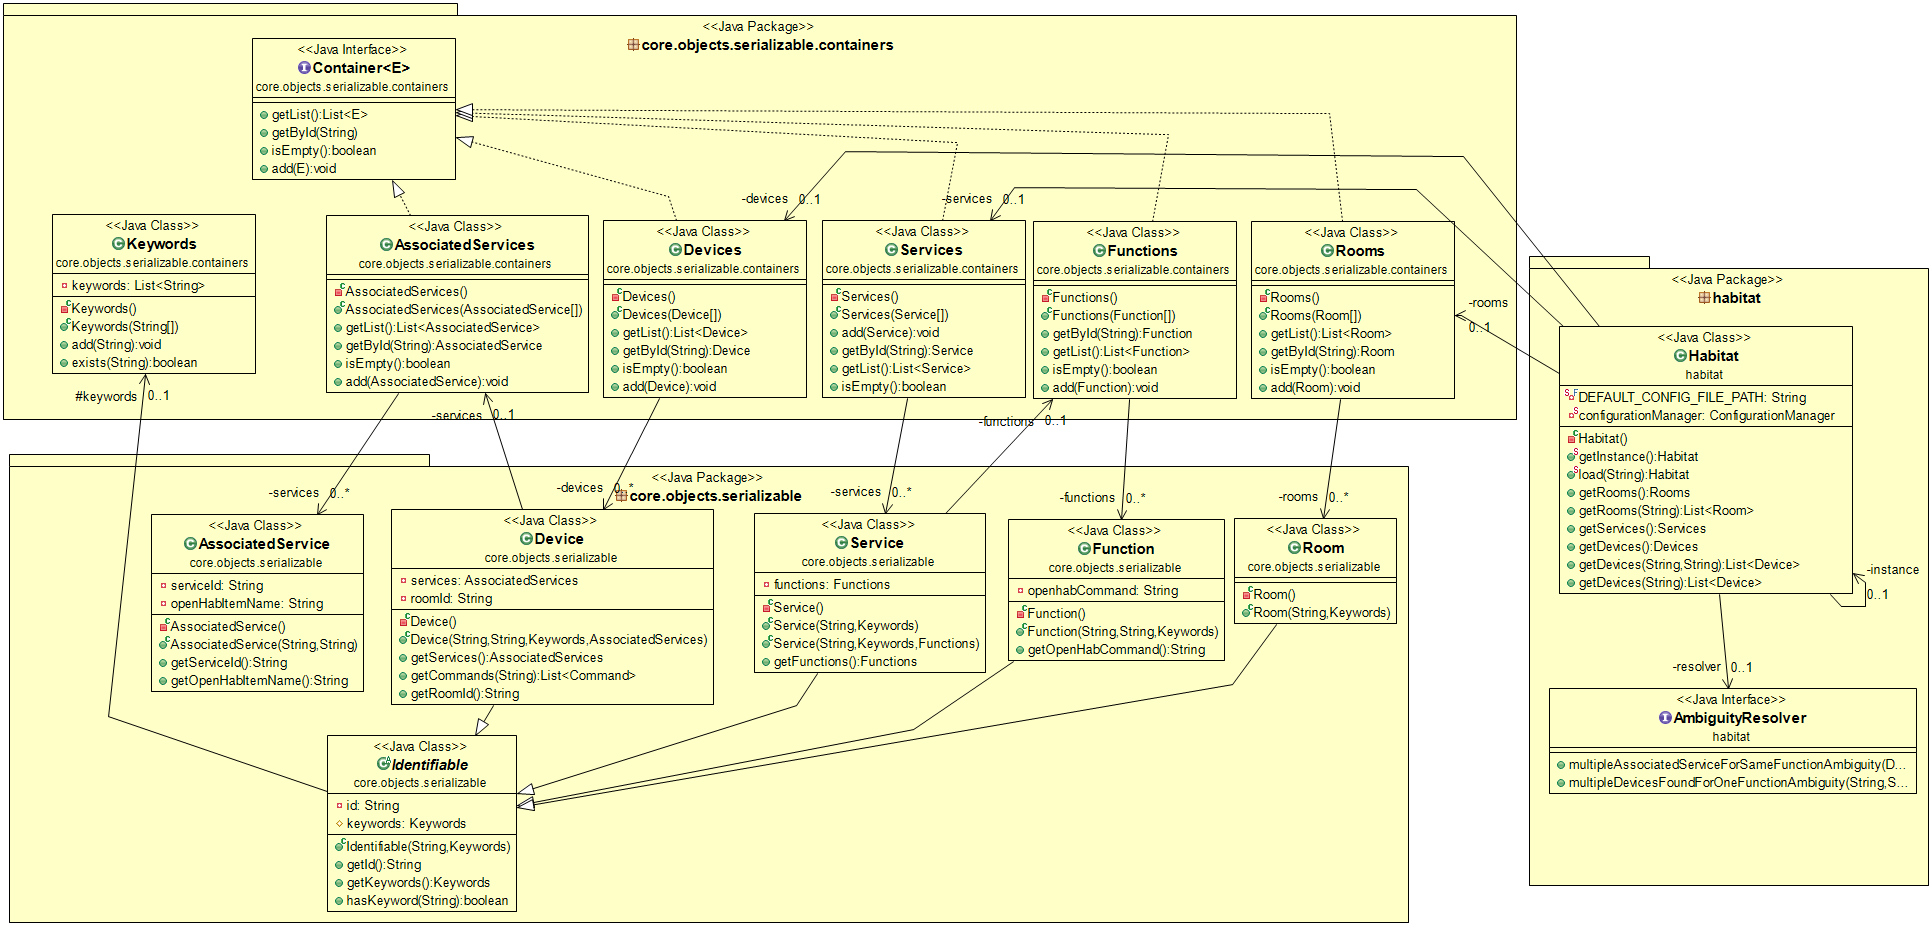 <<Java Package>>
core.objects.serializable.containers
<<Java Interface>>
Container<E>
core.objects.serializable.containers
getList():List<E>
getById(String)
isEmpty():boolean
add(E):void
<<Java Class>>
Keywords
core.objects.serializable.containers
keywords: List<String>
Keywords()
Keywords(String[])
add(String):void
exists(String):boolean
<<Java Class>>
AssociatedServices
core.objects.serializable.containers
AssociatedServices()
AssociatedServices(AssociatedService[])
getList():List<AssociatedService>
getById(String):AssociatedService
isEmpty():boolean
add(AssociatedService):void
-devices 0..1
<<Java Class>>
Devices
core.objects.serializable.containers
Devices()
Devices(Device[])
getList():List<Device>
getById(String):Device
isEmpty():boolean
add(Device):void
-services 0..1
<<Java Class>>
Services
core.objects.serializable.containers
Services()
Services(Service[])
add(Service):void
getById(String):Service
getList():List<Service>
isEmpty():boolean
<<Java Class>>
Functions
core.objects.serializable.containers
Functions()
Functions(Function[])
getById(String):Function
getList():List<Function>
isEmpty():boolean
add(Function):void
<<Java Class>>
Rooms
core.objects.serializable.containers
Rooms()
Rooms(Room[])
getList():List<Room>
getById(String):Room
isEmpty():boolean
add(Room):void
-rooms
0..1
#keywords 0..1
-services 0..1
-functions 0..1
<<Java Package>>
core.objects.serializable
-services 0..*
-devices 0..*
-services 0..*
-functions 0..*
-rooms 0..*
<<Java Class>>
AssociatedService
core.objects.serializable
serviceId: String
openHabItemName: String
AssociatedService()
AssociatedService(String,String)
getServiceId():String
getOpenHabItemName():String
<<Java Class>>
Device
core.objects.serializable
services: AssociatedServices
roomId: String
Device()
Device(String,String,Keywords,AssociatedServices)
getServices():AssociatedServices
getCommands(String):List<Command>
getRoomId():String
<<Java Class>>
Service
core.objects.serializable
functions: Functions
Service()
Service(String,Keywords)
Service(String,Keywords,Functions)
getFunctions():Functions
<<Java Class>>
Function
core.objects.serializable
openhabCommand: String
Function()
Function(String,String,Keywords)
getOpenHabCommand():String
<<Java Class>>
Room
core.objects.serializable
Room()
Room(String,Keywords)
<<Java Class>>
Identifiable
core.objects.serializable
id: String
keywords: Keywords
Identifiable(String,Keywords)
getId():String
getKeywords():Keywords
hasKeyword(String):boolean
<<Java Package>>
habitat
<<Java Class>>
Habitat
habitat
DEFAULT_CONFIG_FILE_PATH: String
configurationManager: ConfigurationManager
Habitat()
getInstance():Habitat
load(String):Habitat
getRooms():Rooms
getRooms(String):List<Room>
getServices():Services
getDevices():Devices
getDevices(String,String):List<Device>
getDevices(String):List<Device>
-instance
0..1
-resolver 0..1
<<Java Interface>>
AmbiguityResolver
habitat
multipleAssociatedServiceForSameFunctionAmbiguity(D...
multipleDevicesFoundForOneFunctionAmbiguity(String,S...